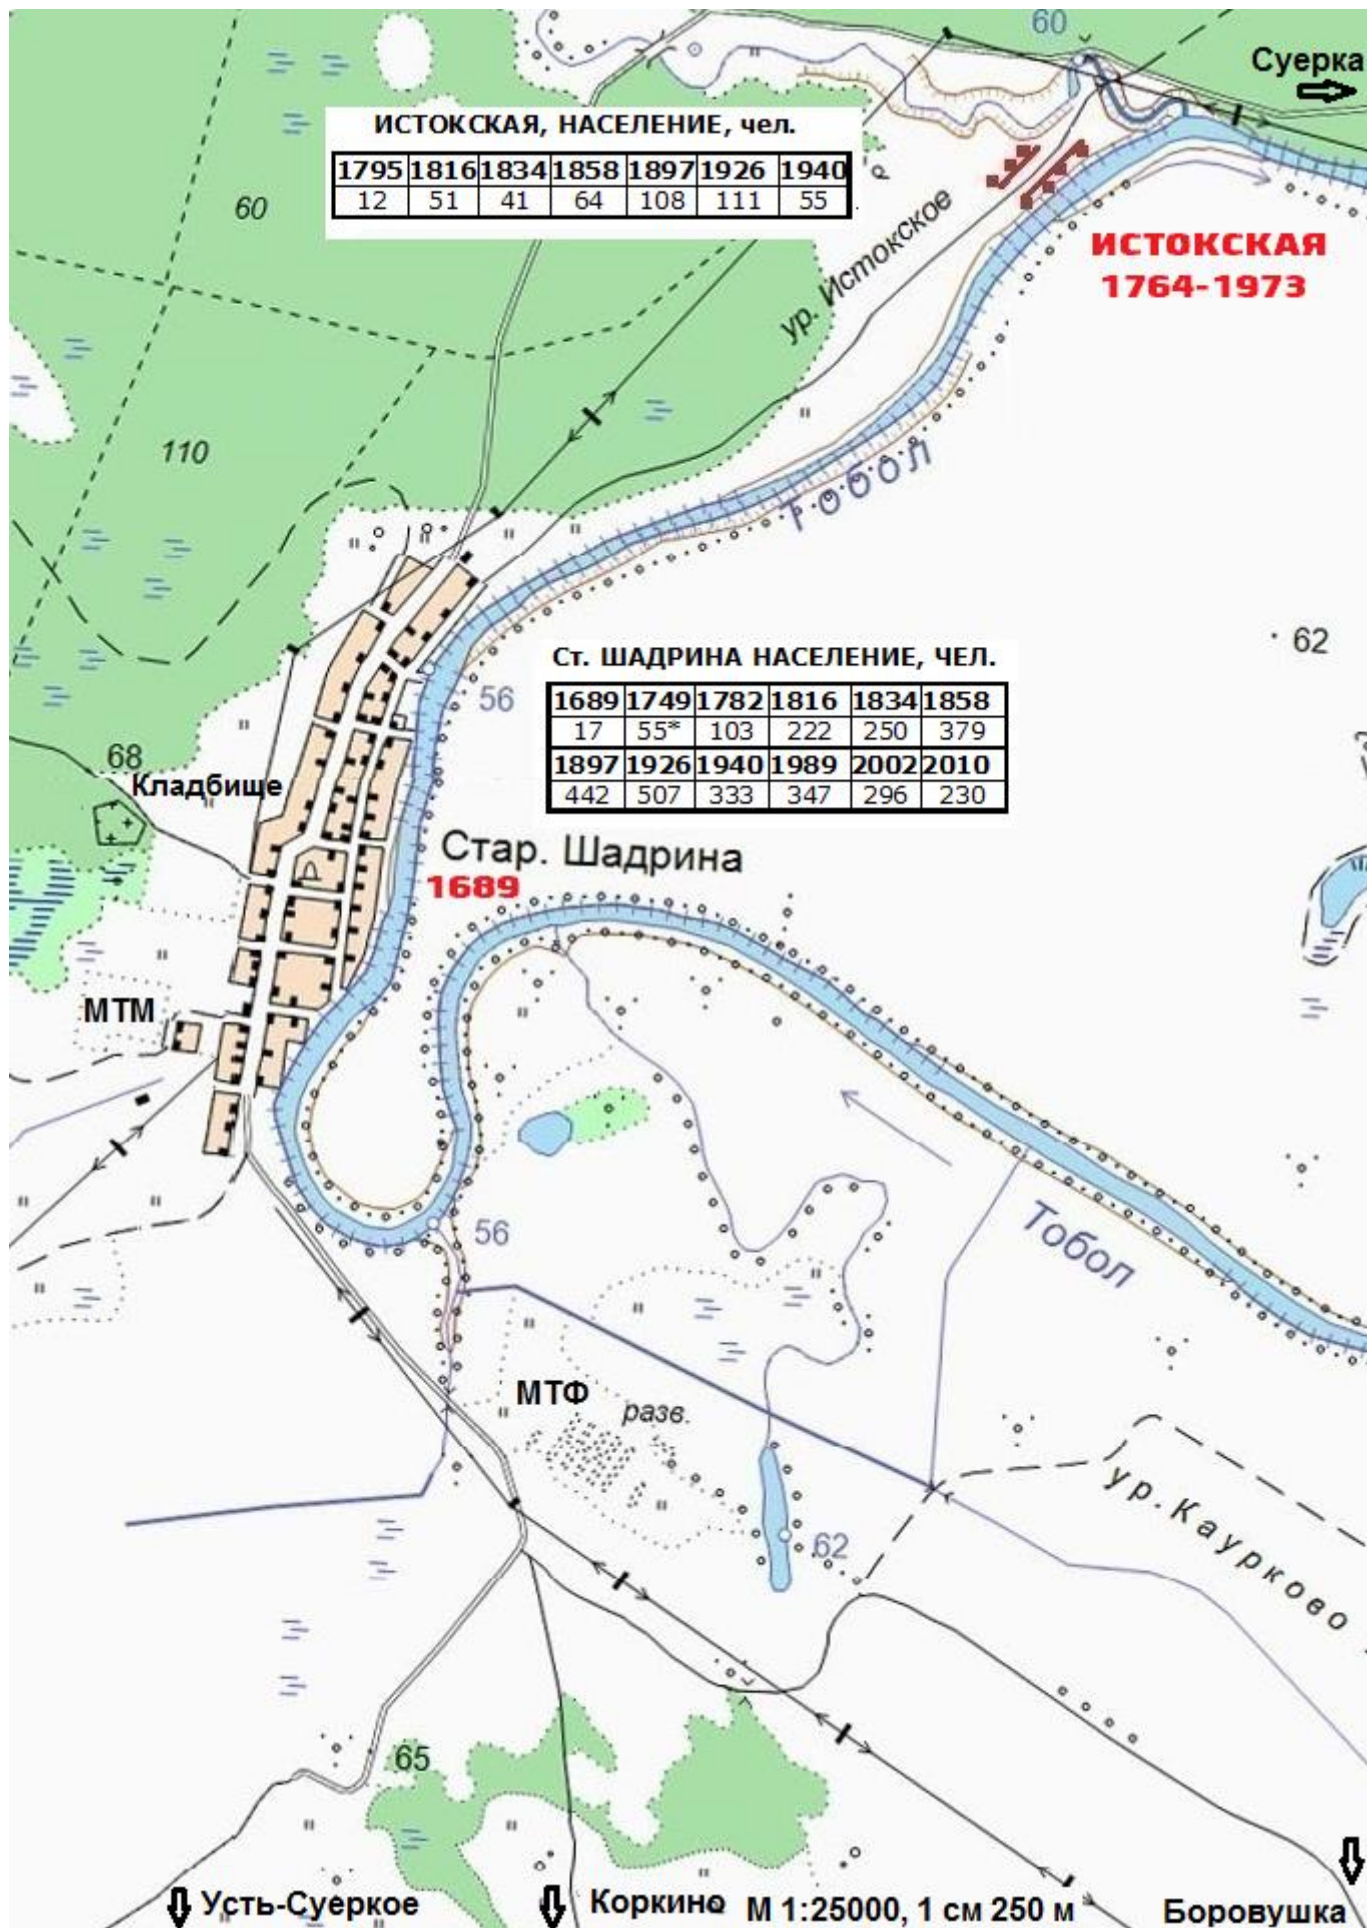 60
Суерка
ИСТОКСКАЯ, НАСЕЛЕНИЕ, чел.
1795 1816 1834 1858 1897 1926 1940
12 51 41 64 108 111 55
60
ур. Истокское
ИСТОКСКАЯ
1764-1973
110
Тобол
62
Ст. ШАДРИНА НАСЕЛЕНИЕ, ЧЕЛ.
1689 1749 1782 1816 1834 1858
17 55* 103 222 250 379
1897 1926 1940 1989 2002 2010
442 507 333 347 296 230
56
68
Кладбище
Стар. Шадрина
1689
МТМ
56
Тобол
МТФ
разв.
ур. Каурково
62
65
Усть-Суеркое
Коркино
М 1:25000, 1 см 250 м
Боровушка